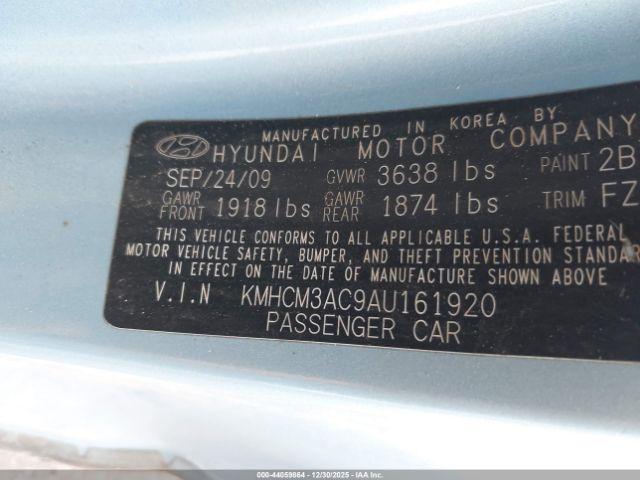 MANUFACTURED IN KOREA BY
HYUNDAI MOTOR COMPANY
SEP/24/09 GVWR 3638 lbs PAINT 2B
GAWR FRONT 1918 lbs GAWR REAR 1874 lbs TRIM FZ
THIS VEHICLE CONFORMS TO ALL APPLICABLE U.S.A. FEDERAL
MOTOR VEHICLE SAFETY, BUMPER, AND THEFT PREVENTION STANDARDS
IN EFFECT ON THE DATE OF MANUFACTURE SHOWN ABOVE
V.I.N KMHCM3AC9AU161920
PASSENGER CAR
000-44059864 - 12/30/2025 - IAA Inc.